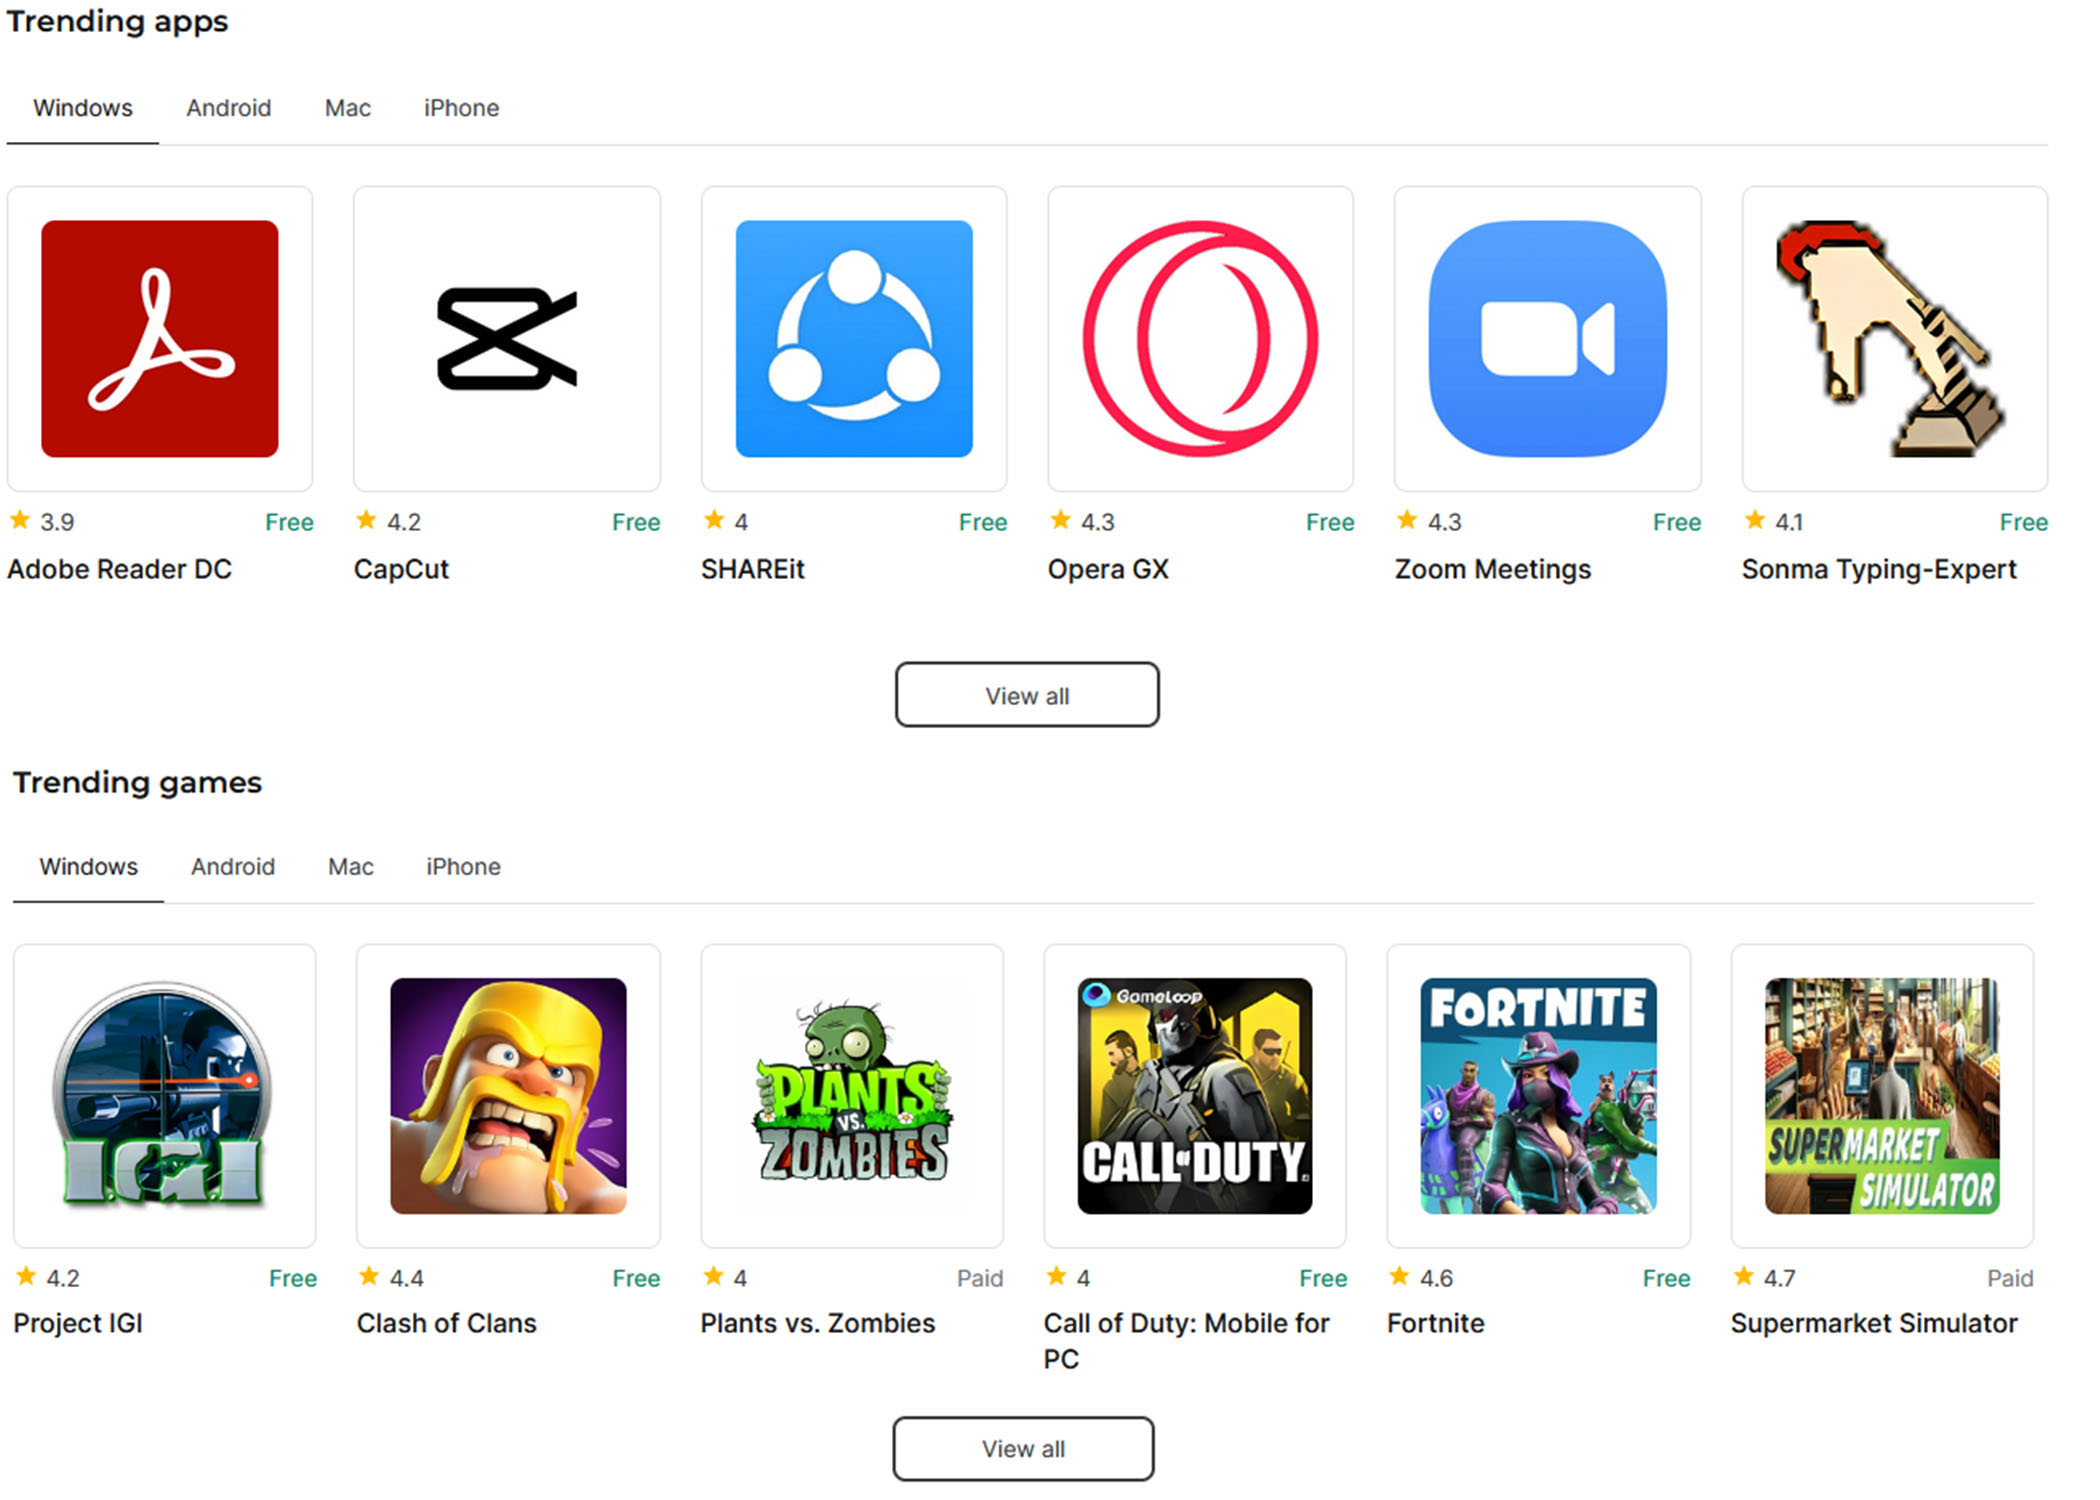 Trending apps
Windows Android Mac iPhone
3.9 Free
Adobe Reader DC
4.2 Free
CapCut
4 Free
SHAREit
4.3 Free
Opera GX
4.3 Free
Zoom Meetings
4.1 Free
Sonma Typing-Expert
View all
Trending games
Windows Android Mac iPhone
I.G.I
4.2 Free
Project IGI
4.4 Free
Clash of Clans
PLANTS
VS.
ZOMBIES
4 Paid
Plants vs. Zombies
GameLoop
CALL OF DUTY
4 Free
Call of Duty: Mobile for
PC
FORTNITE
4.6 Free
Fortnite
SUPERMARKET
SIMULATOR
4.7 Paid
Supermarket Simulator
View all